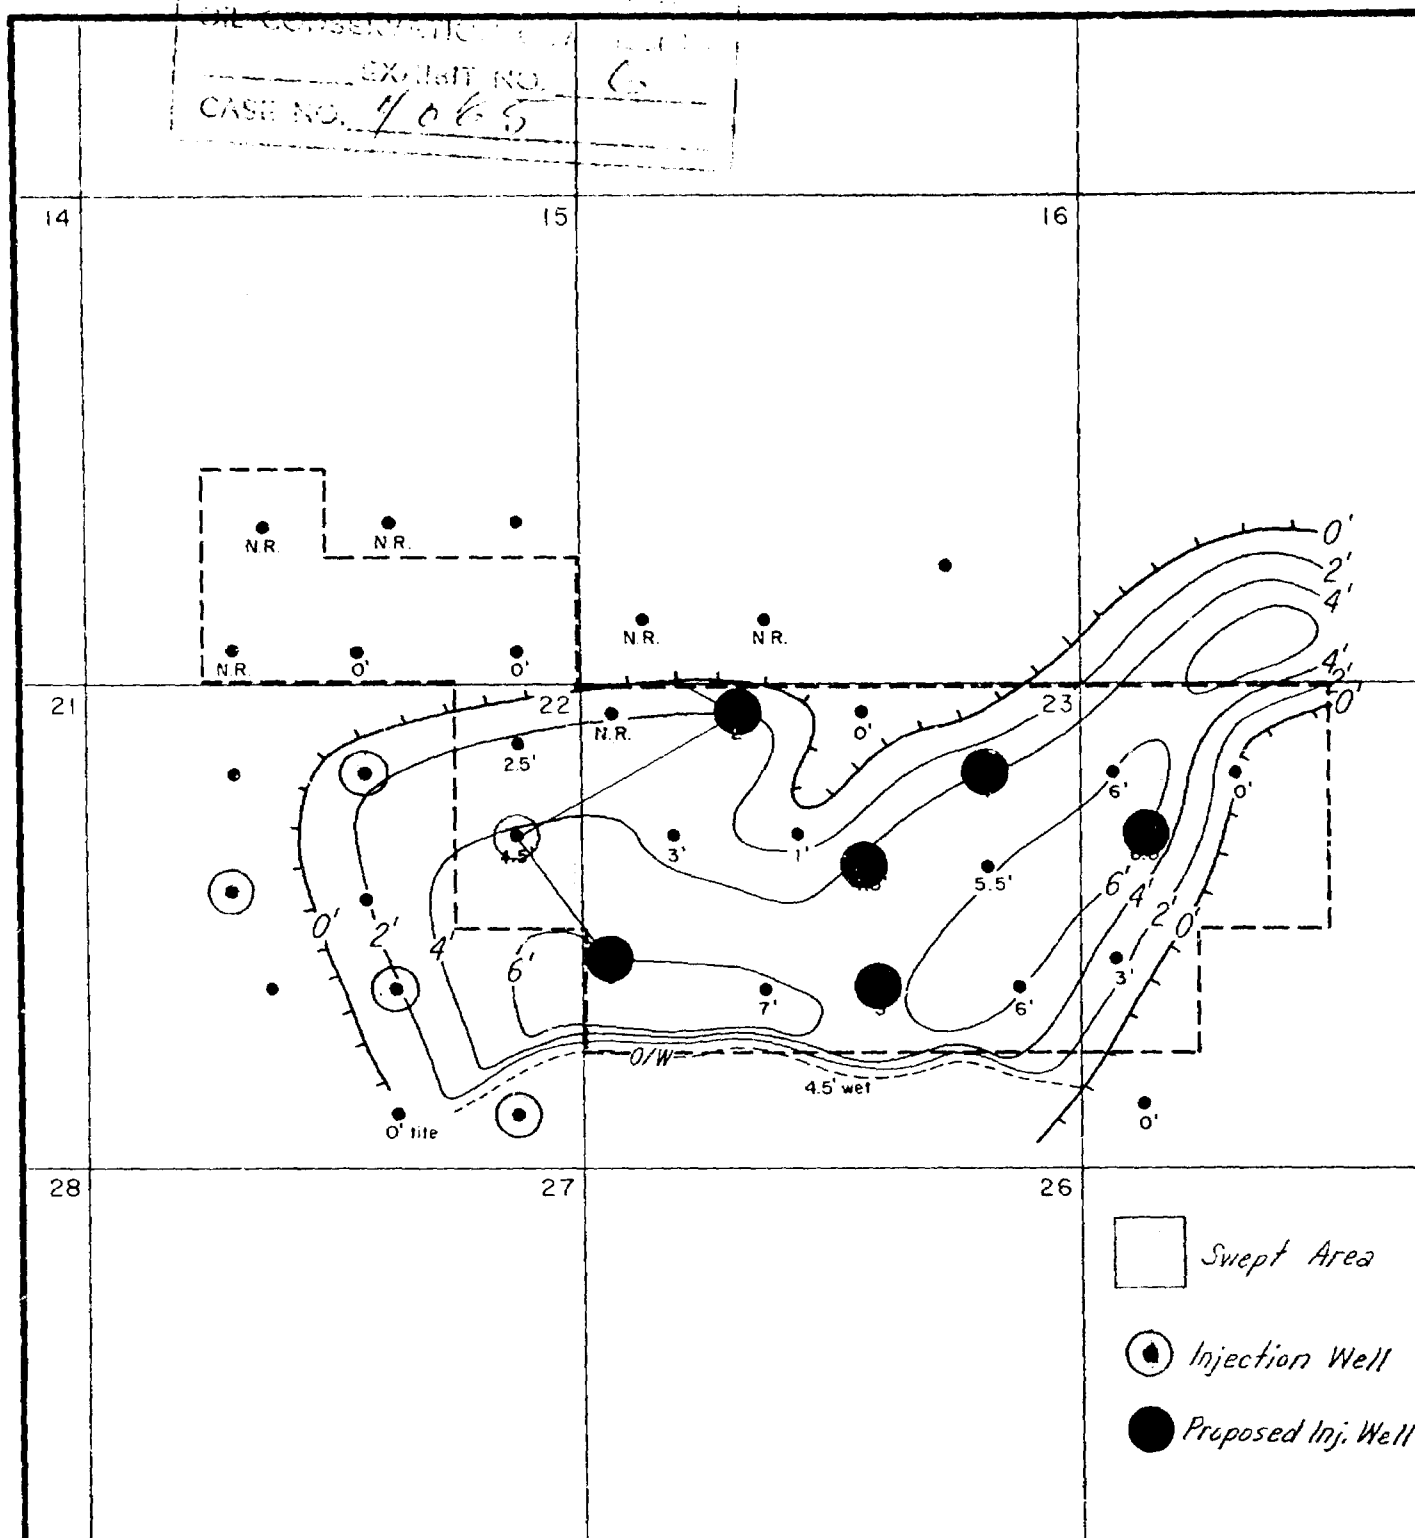 OIL CONSERVATION
EXHIBIT NO. 6
CASE NO. 4065
14 15 16
0'
2'
4'
N.R. N.R.
N.R. N.R.
N.R. 0' 0'
4'
2'
0'
21 22 23
N.R. 0'
2.5'
6' 0'
4.5' 3' 1'
5.5'
6' 4' 2' 0'
0' 2' 4' 6'
3'
7' 6'
O/W
4.5' wet
0' tite 0'
28 27 26
Swept Area
Injection Well
Proposed Inj. Well